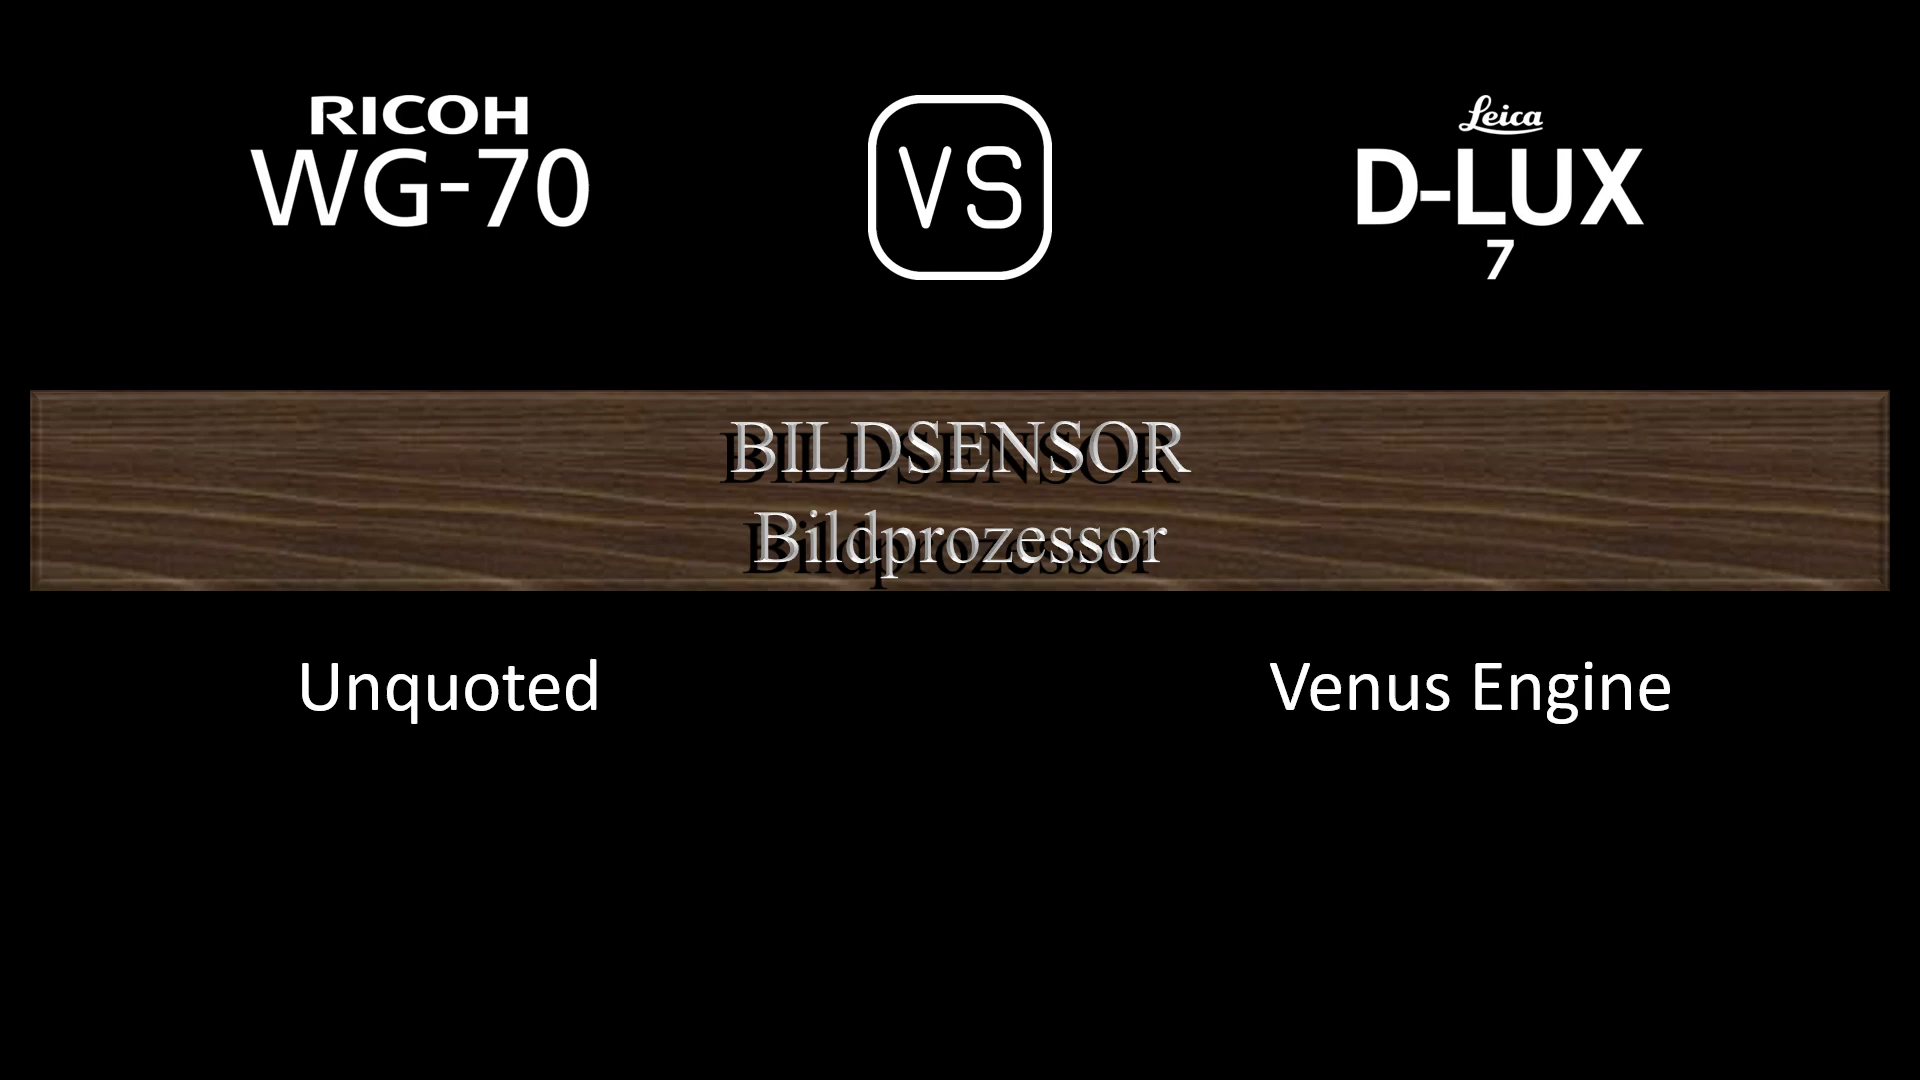 RICOH
WG-70
VS
Leica
D-LUX
7
BILDSENSOR
Bildprozessor
Unquoted
Venus Engine